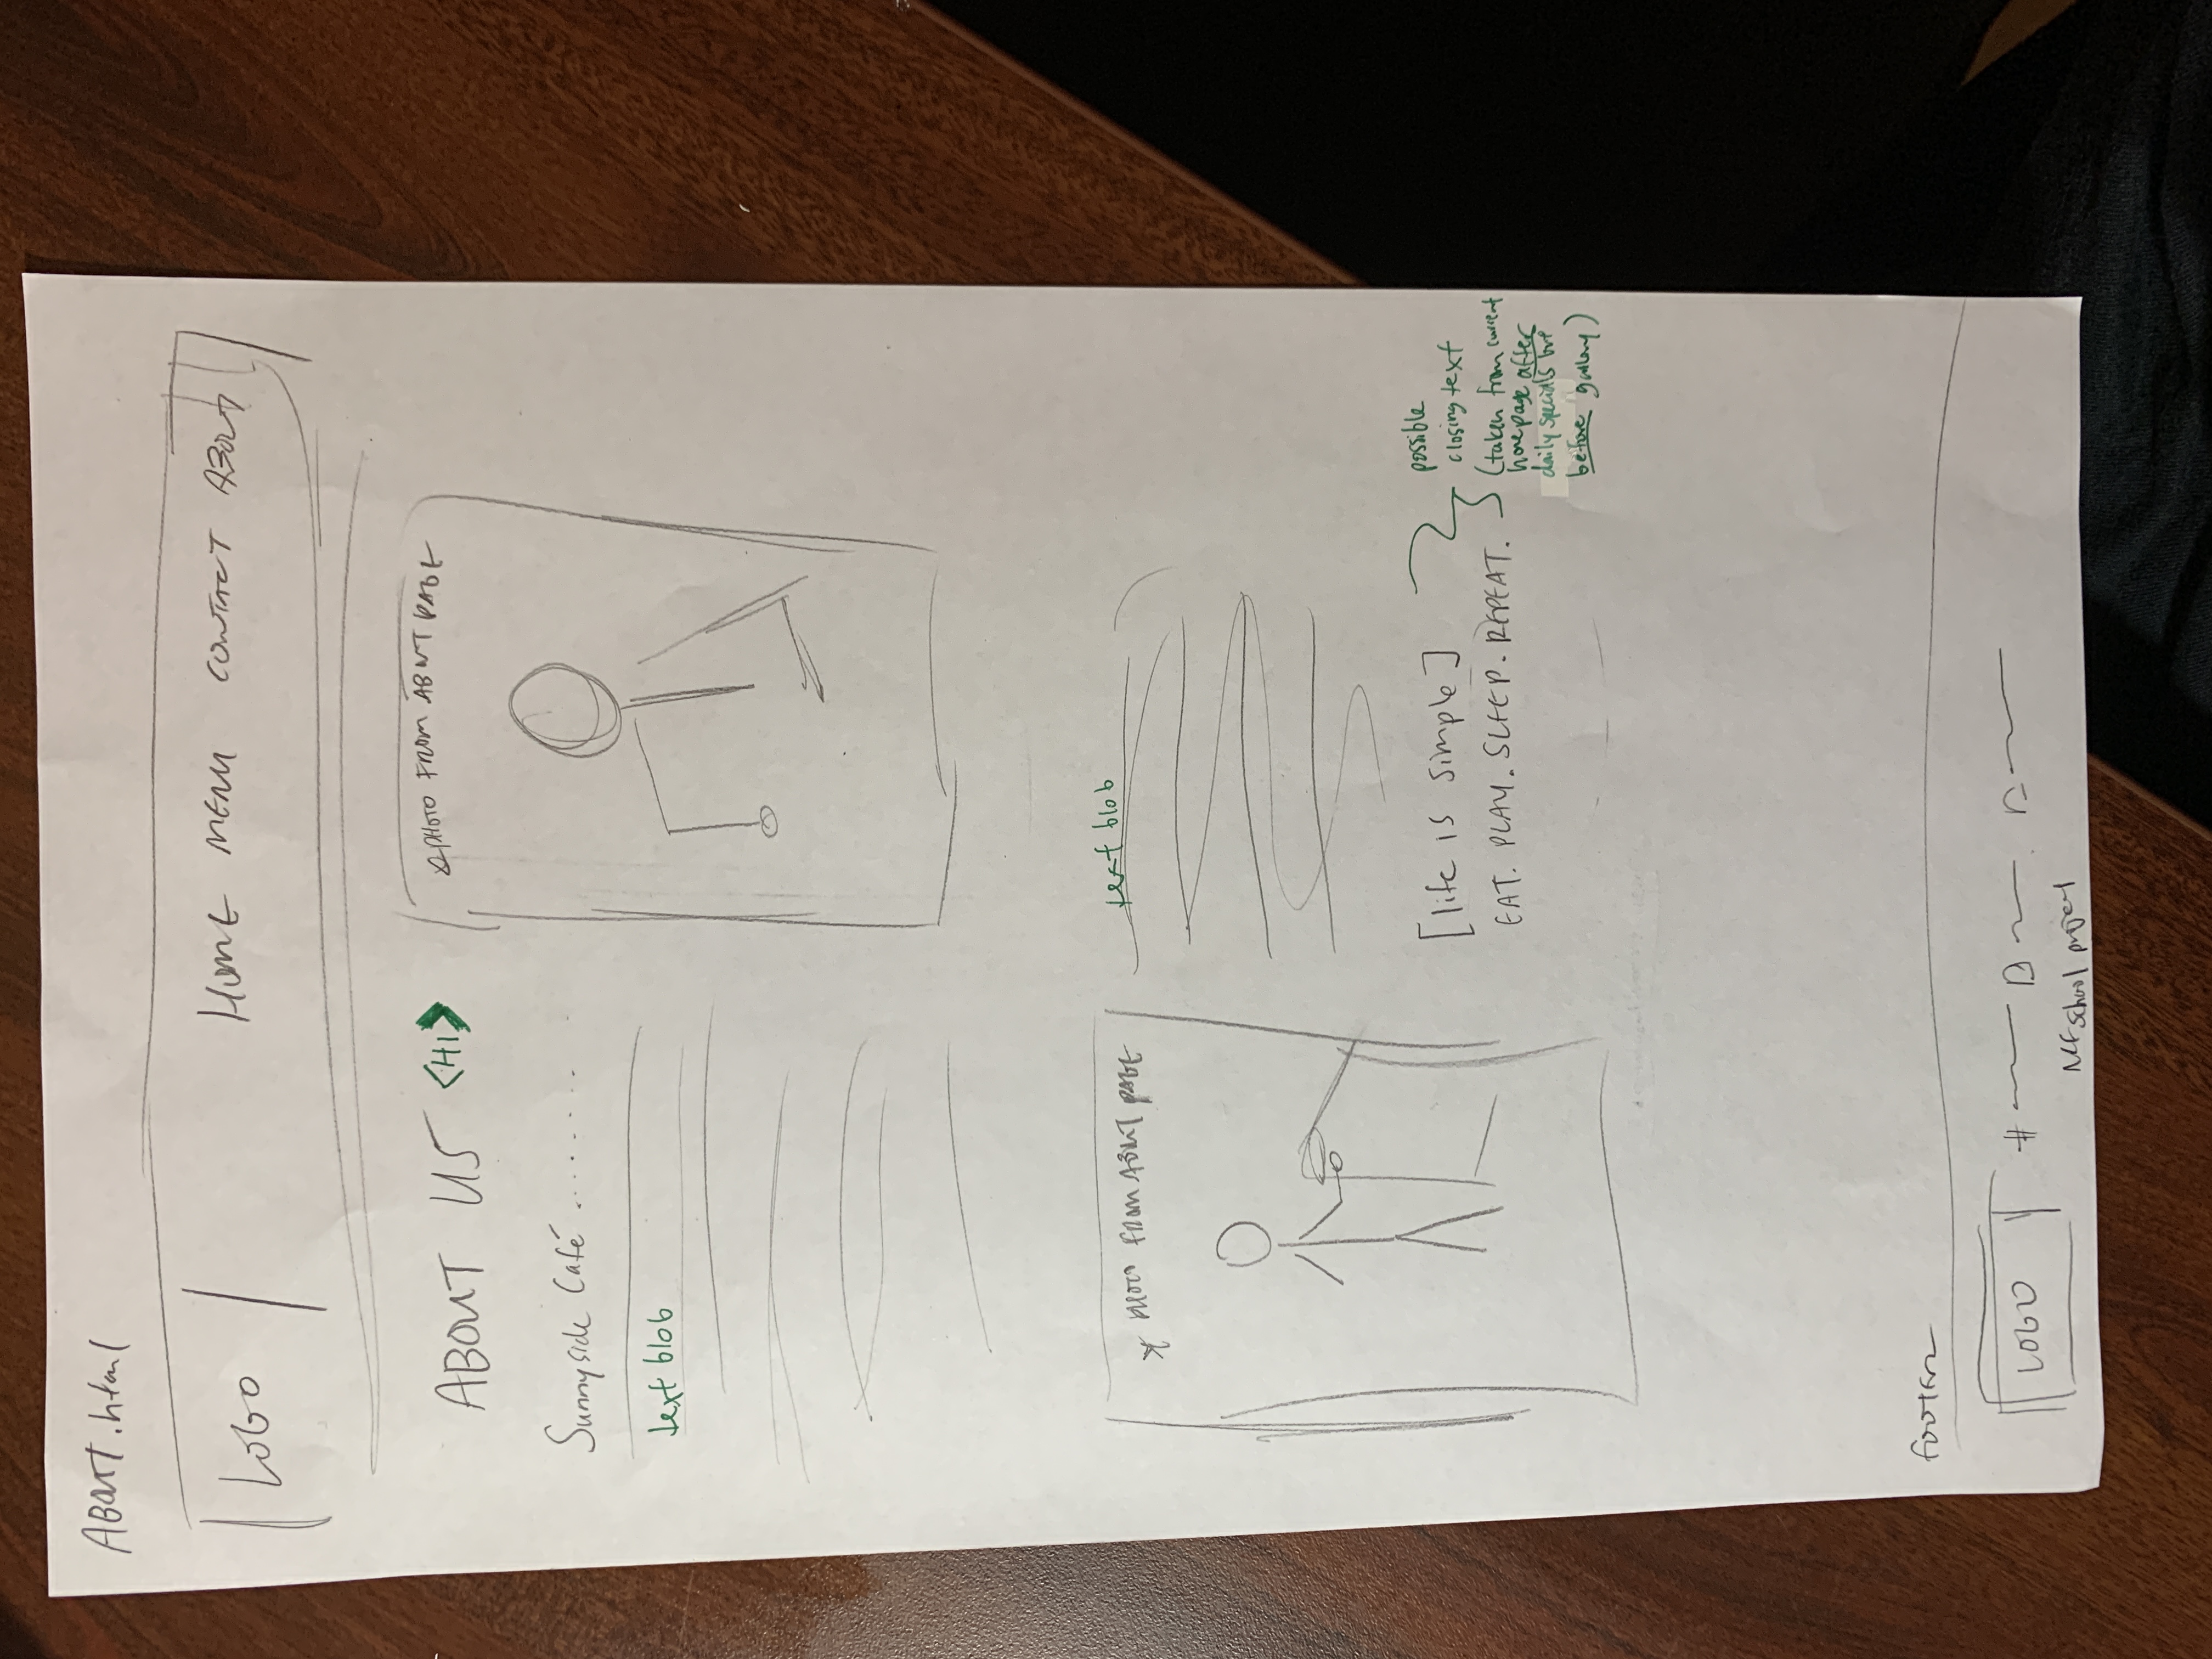 ABOUT.html
LOGO
HOME MENU CONTACT ABOUT
ABOUT US <H1>
Sunnyside Café ........
text blob
*PHOTO FROM ABOUT PAGE
* PHOTO FROM ABOUT PAGE
text blob
[life is simple]
EAT. PLAY. SLEEP. REPEAT.
possible
closing text
(taken from current
homepage after
daily specials but
before gallery)
FOOTER
LOGO
#
school project